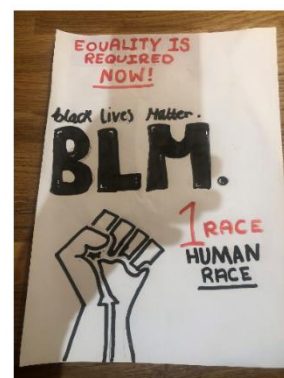 EQUALITY IS
REQUIRED
NOW!
black lives Matter.
BLM.
1 RACE
HUMAN
RACE